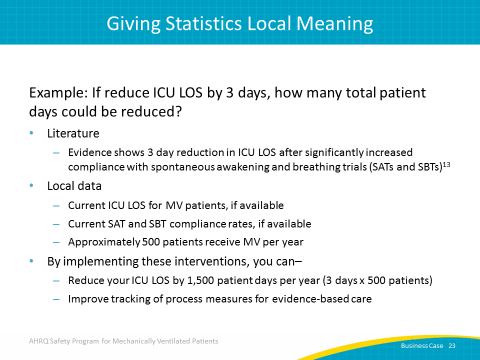 Giving Statistics Local Meaning
Example: If reduce ICU LOS by 3 days, how many total patient
days could be reduced?
• Literature
– Evidence shows 3 day reduction in ICU LOS after significantly increased
compliance with spontaneous awakening and breathing trials (SATs and SBTs)¹³
• Local data
– Current ICU LOS for MV patients, if available
– Current SAT and SBT compliance rates, if available
– Approximately 500 patients receive MV per year
• By implementing these interventions, you can–
– Reduce your ICU LOS by 1,500 patient days per year (3 days x 500 patients)
– Improve tracking of process measures for evidence-based care
AHRQ Safety Program for Mechanically Ventilated Patients
Business Case 23